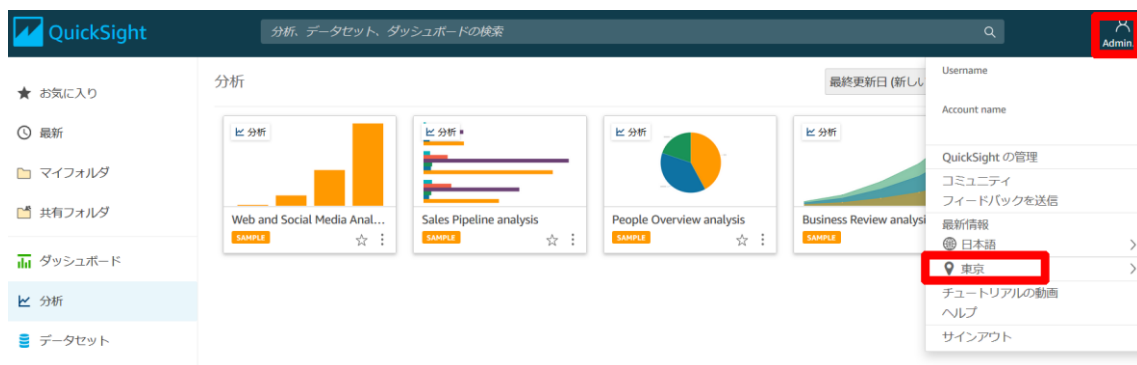 QuickSight
分析、データセット、ダッシュボードの検索
Admin
お気に入り
最新
マイフォルダ
共有フォルダ
ダッシュボード
分析
データセット
分析
最終更新日 (新しい
分析
Web and Social Media Anal...
SAMPLE
分析
Sales Pipeline analysis
SAMPLE
分析
People Overview analysis
SAMPLE
分析
Business Review analysi
SAMPLE
Username
Account name
QuickSight の管理
コミュニティ
フィードバックを送信
最新情報
日本語
東京
チュートリアルの動画
ヘルプ
サインアウト